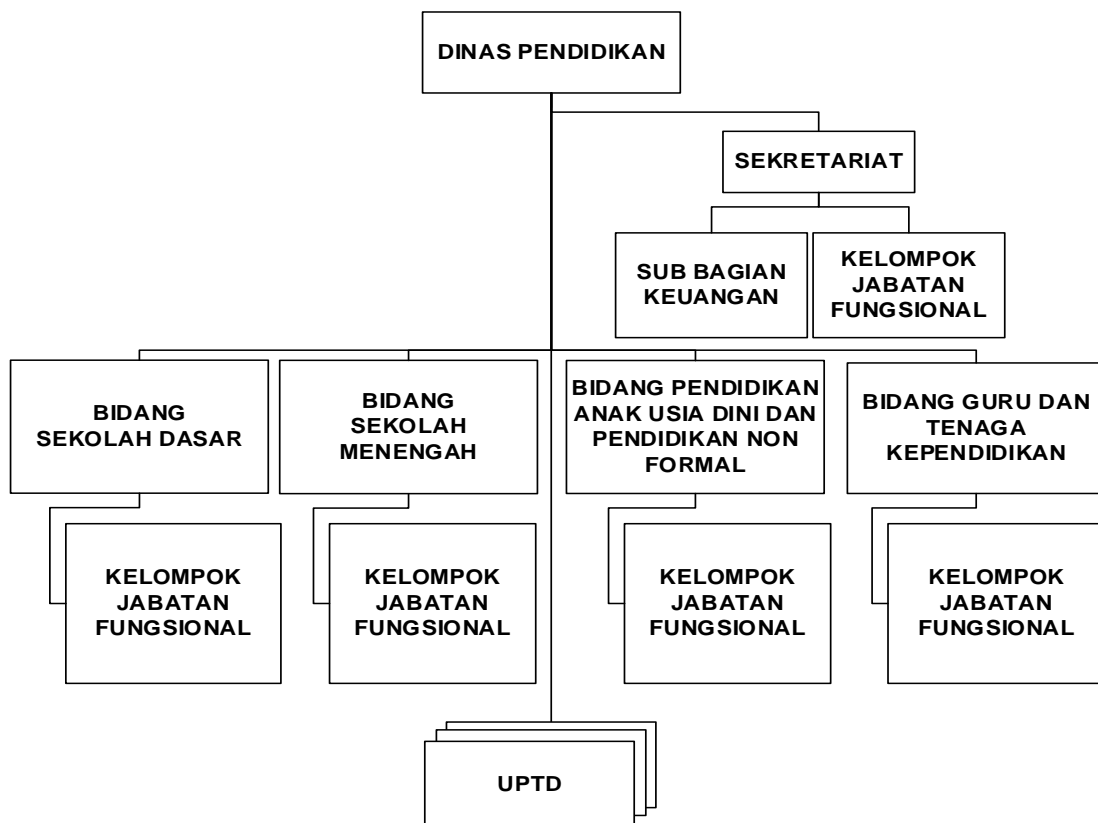 DINAS PENDIDIKAN
SEKRETARIAT
SUB BAGIAN
KEUANGAN
KELOMPOK
JABATAN
FUNGSIONAL
BIDANG
SEKOLAH DASAR
BIDANG
SEKOLAH
MENENGAH
BIDANG PENDIDIKAN
ANAK USIA DINI DAN
PENDIDIKAN NON
FORMAL
BIDANG GURU DAN
TENAGA
KEPENDIDIKAN
KELOMPOK
JABATAN
FUNGSIONAL
KELOMPOK
JABATAN
FUNGSIONAL
KELOMPOK
JABATAN
FUNGSIONAL
KELOMPOK
JABATAN
FUNGSIONAL
UPTD